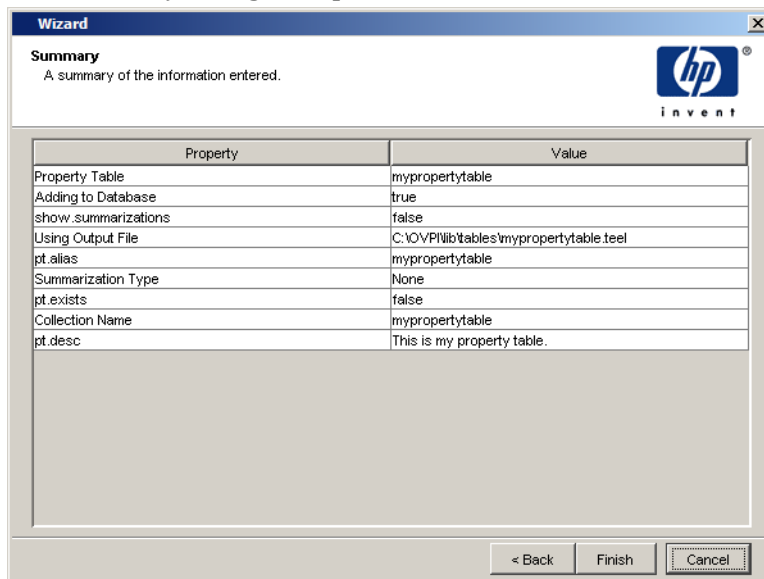 Wizard
Summary
A summary of the information entered.
hp
®
invent
Property Value
Property Table mypropertytable
Adding to Database true
show.summarizations false
Using Output File C:\OVPI\lib\tables\mypropertytable.teel
pt.alias mypropertytable
Summarization Type None
pt.exists false
Collection Name mypropertytable
pt.desc This is my property table.
< Back Finish Cancel